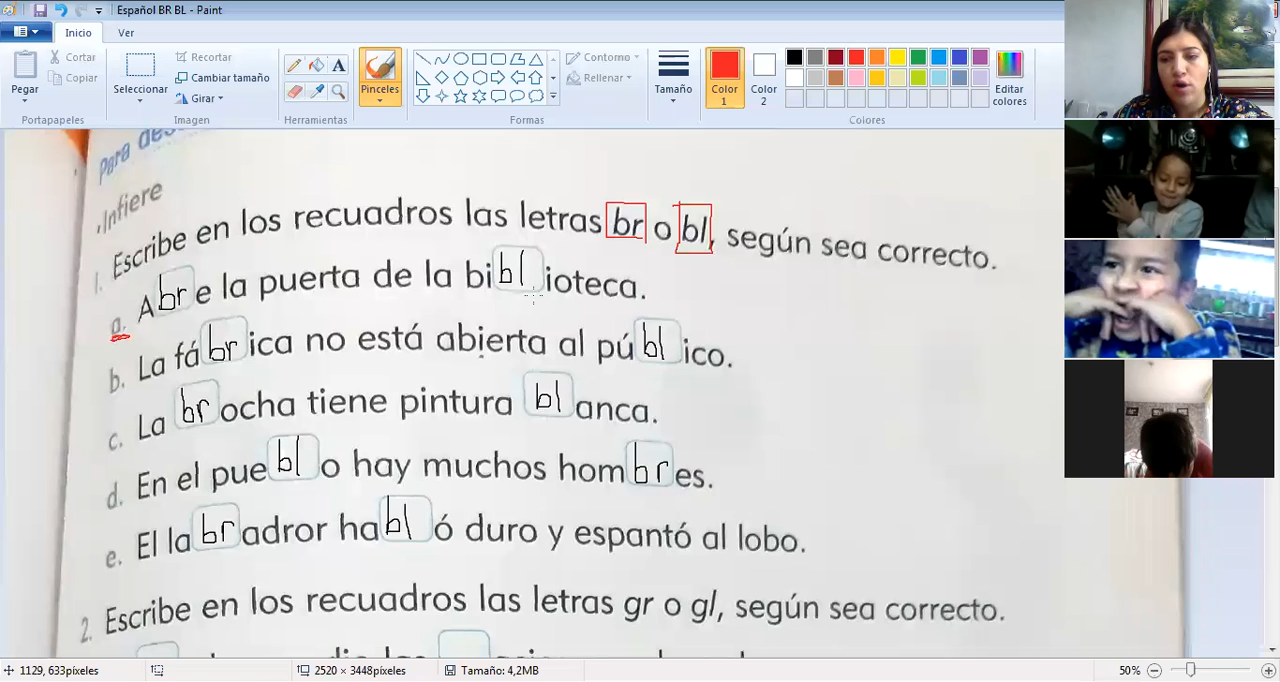 Español BR BL - Paint
Inicio Ver
Pegar
Cortar
Copiar
Portapapeles
Seleccionar
Recortar
Cambiar tamaño
Girar
Imagen
A
Herramientas
Pinceles
Contorno
Rellenar
Formas
Tamaño
Color 1
Color 2
Editar colores
Colores
Para des
Infiere
1. Escribe en los recuadros las letras br o bl, según sea correcto.
a. Abre la puerta de la biblioteca.
b. La fábrica no está abierta al público.
c. La brocha tiene pintura blanca.
d. En el pueblo hay muchos hombres.
e. El labradror habló duro y espantó al lobo.
2. Escribe en los recuadros las letras gr o gl, según sea correcto.
1129, 633píxeles 2520 × 3448píxeles Tamaño: 4,2MB 50%